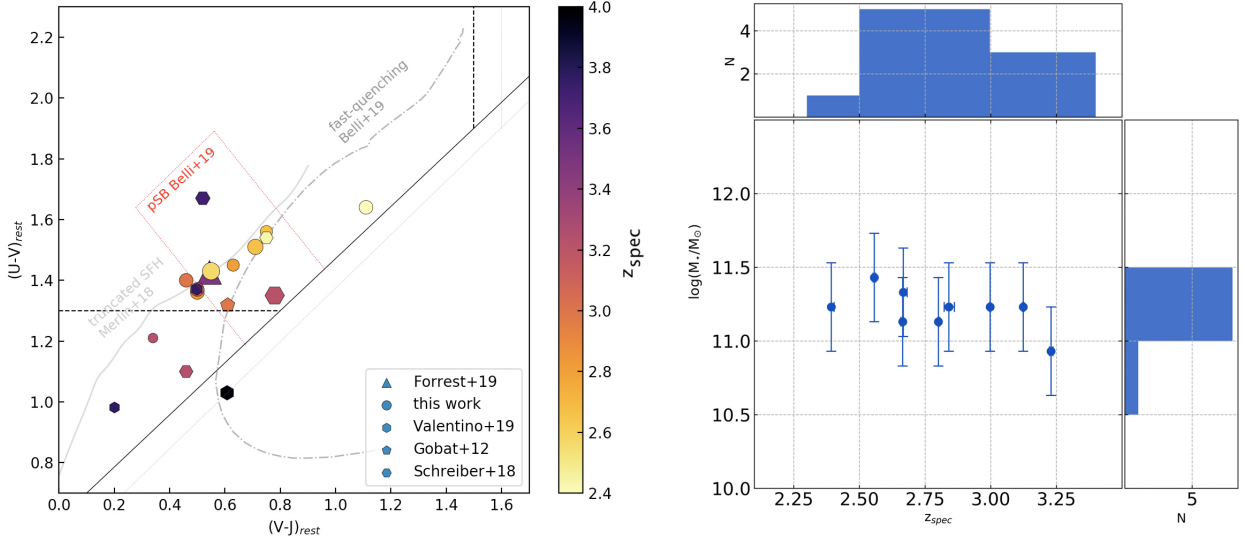 2.2
2.0
1.8
1.6
1.4
1.2
1.0
0.8
(U-V)rest
0.0 0.2 0.4 0.6 0.8 1.0 1.2 1.4 1.6
(V-J)rest
fast-quenching
Belli+19
pSB Belli+19
truncated SFH
Merlin+18
Forrest+19
this work
Valentino+19
Gobat+12
Schreiber+18
4.0
3.8
3.6
3.4
3.2
3.0
2.8
2.6
2.4
zspec
4
2
N
12.0
11.5
11.0
10.5
10.0
log(M⋆/M☉)
2.25 2.50 2.75 3.00 3.25
zspec
5
N